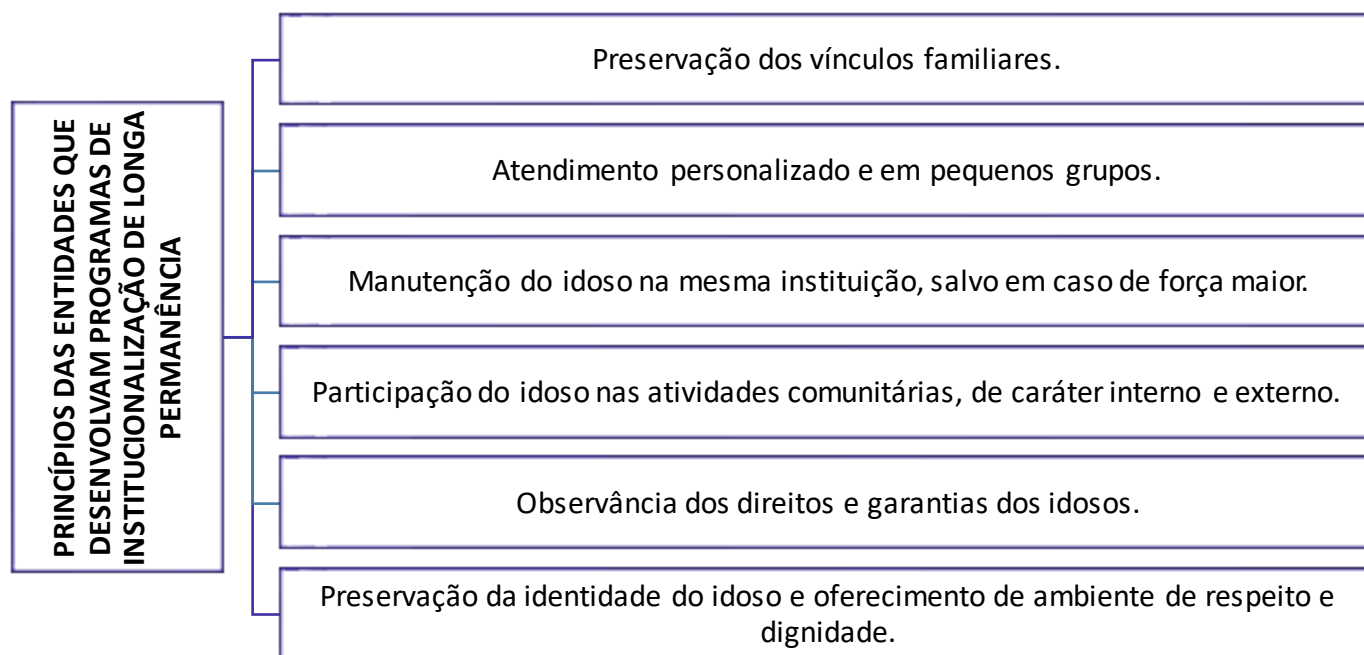 PRINCÍPIOS DAS ENTIDADES QUE
DESENVOLVAM PROGRAMAS DE
INSTITUCIONALIZAÇÃO DE LONGA
PERMANÊNCIA
Preservação dos vínculos familiares.
Atendimento personalizado e em pequenos grupos.
Manutenção do idoso na mesma instituição, salvo em caso de força maior.
Participação do idoso nas atividades comunitárias, de caráter interno e externo.
Observância dos direitos e garantias dos idosos.
Preservação da identidade do idoso e oferecimento de ambiente de respeito e
dignidade.